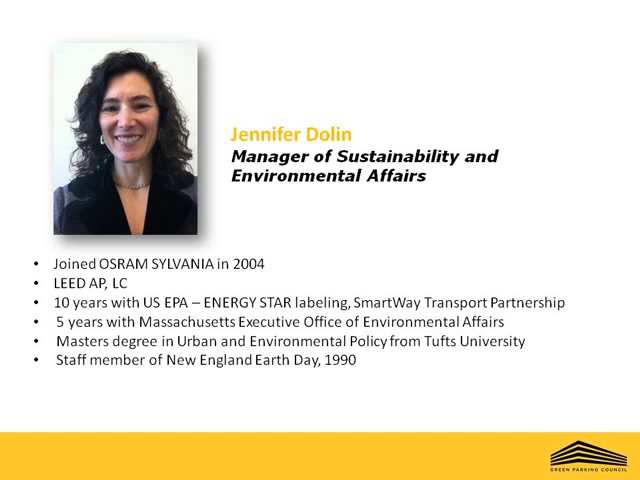 Jennifer Dolin
Manager of Sustainability and
Environmental Affairs
• Joined OSRAM SYLVANIA in 2004
• LEED AP, LC
• 10 years with US EPA – ENERGY STAR labeling, SmartWay Transport Partnership
• 5 years with Massachusetts Executive Office of Environmental Affairs
• Masters degree in Urban and Environmental Policy from Tufts University
• Staff member of New England Earth Day, 1990
GREEN PARKING COUNCIL